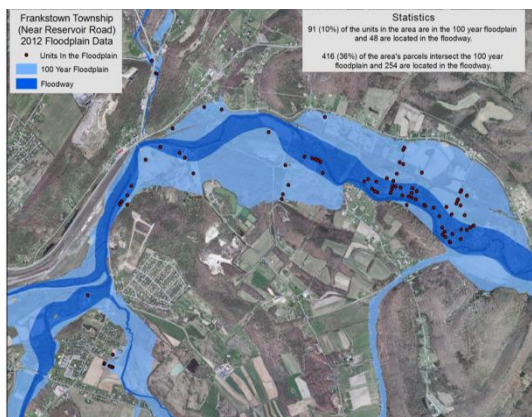 Frankstown Township
(Near Reservoir Road)
2012 Floodplain Data
Units In the Floodplain
100 Year Floodplain
Floodway
Statistics
91 (10%) of the units in the area are in the 100 year floodplain
and 48 are located in the floodway.
416 (36%) of the area's parcels intersect the 100 year
floodplain and 254 are located in the floodway.